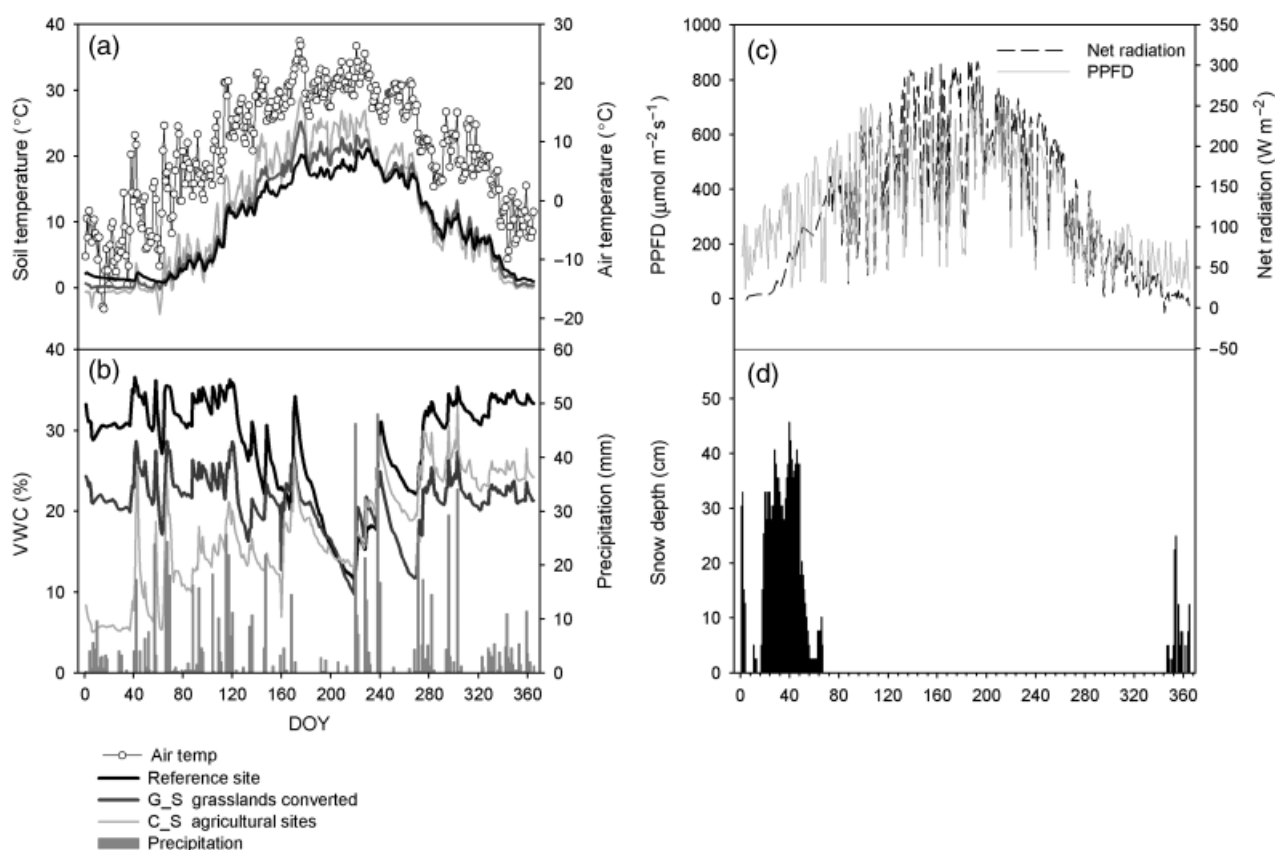 (a)
40
30
20
10
0
Soil temperature (°C)
30
20
10
0
−10
−20
Air temperature (°C)
(b)
40
30
20
10
0
VWC (%)
60
50
40
30
20
10
0
Precipitation (mm)
0 40 80 120 160 200 240 280 320 360
DOY
Air temp
Reference site
G_S grasslands converted
C_S agricultural sites
Precipitation
(c)
1000
800
600
400
200
0
PPFD (μmol m−2 s−1)
Net radiation
PPFD
350
300
250
200
150
100
50
0
−50
Net radiation (W m−2)
(d)
50
40
30
20
10
0
Snow depth (cm)
0 40 80 120 160 200 240 280 320 360